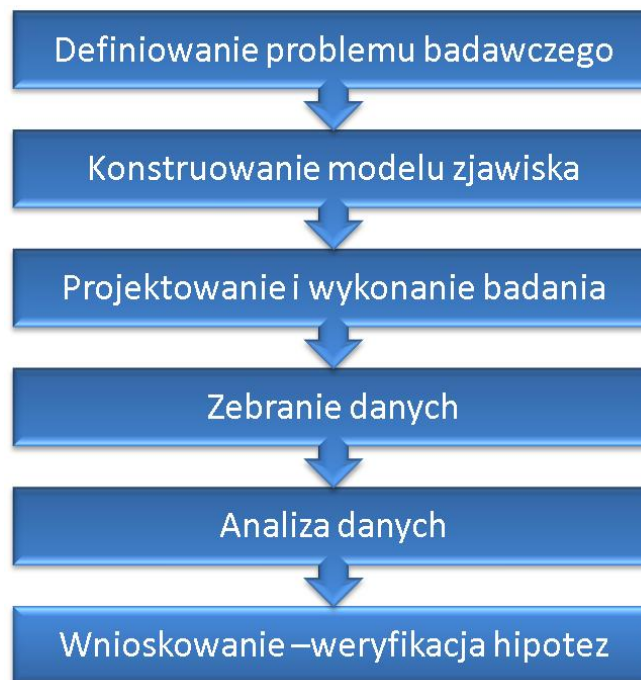 Definiowanie problemu badawczego
Konstruowanie modelu zjawiska
Projektowanie i wykonanie badania
Zebranie danych
Analiza danych
Wnioskowanie –weryfikacja hipotez